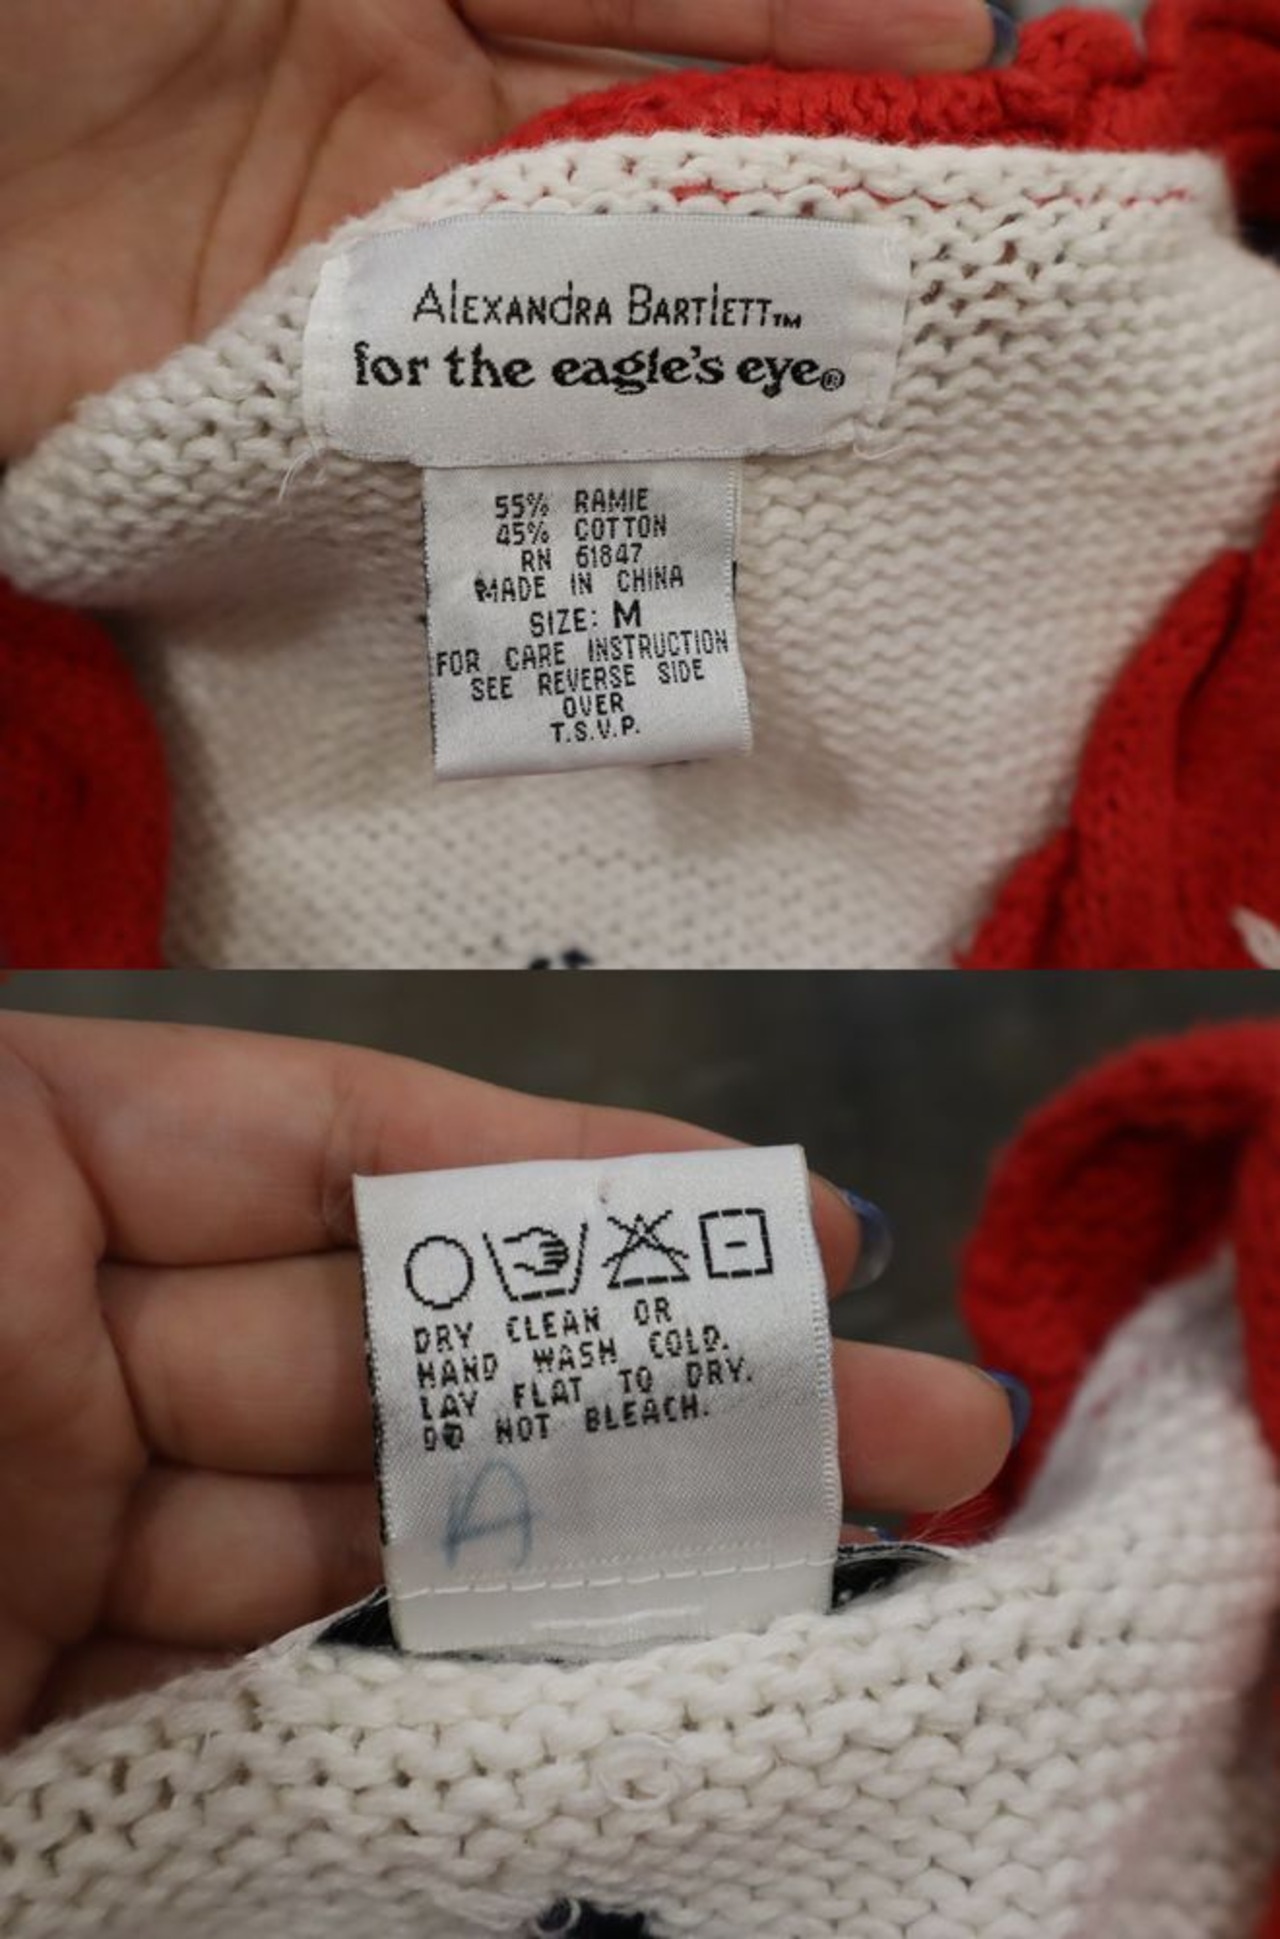 Alexandra Bartlett™
for the eagle's eye®
55% RAMIE
45% COTTON
RN 61847
MADE IN CHINA
SIZE: M
FOR CARE INSTRUCTION
SEE REVERSE SIDE
OVER
T.S.V.P.
DRY CLEAN OR
HAND WASH COLD.
LAY FLAT TO DRY.
DO NOT BLEACH.